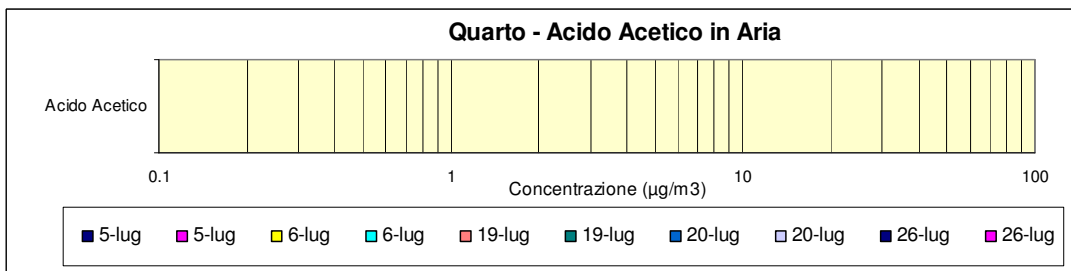 Quarto - Acido Acetico in Aria
Acido Acetico
0.1 1 10 100
Concentrazione (µg/m3)
5-lug 5-lug 6-lug 6-lug 19-lug 19-lug 20-lug 20-lug 26-lug 26-lug